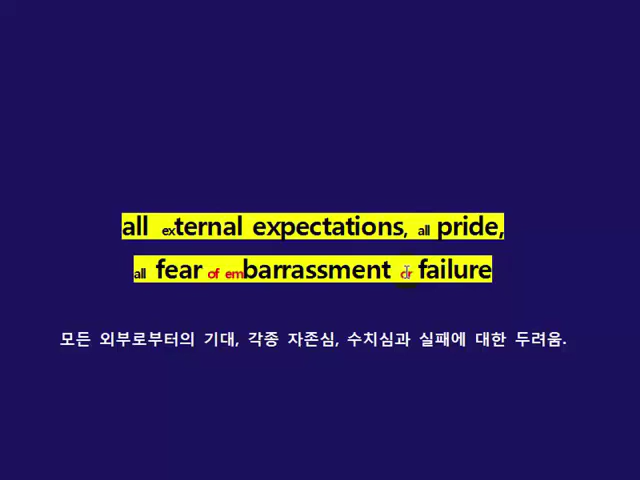 all external expectations, all pride,
all fear of embarrassment or failure
모든 외부로부터의 기대, 각종 자존심, 수치심과 실패에 대한 두려움.